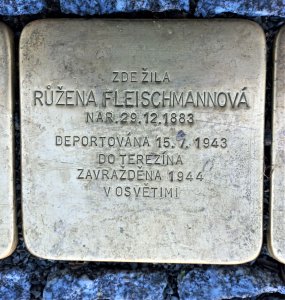 ZDE ŽILA
RŮŽENA FLEISCHMANNOVÁ
NAR. 29.12.1883
DEPORTOVÁNA 15. 7. 1943
DO TEREZÍNA
ZAVRAŽDĚNA 1944
V OSVĚTIMI